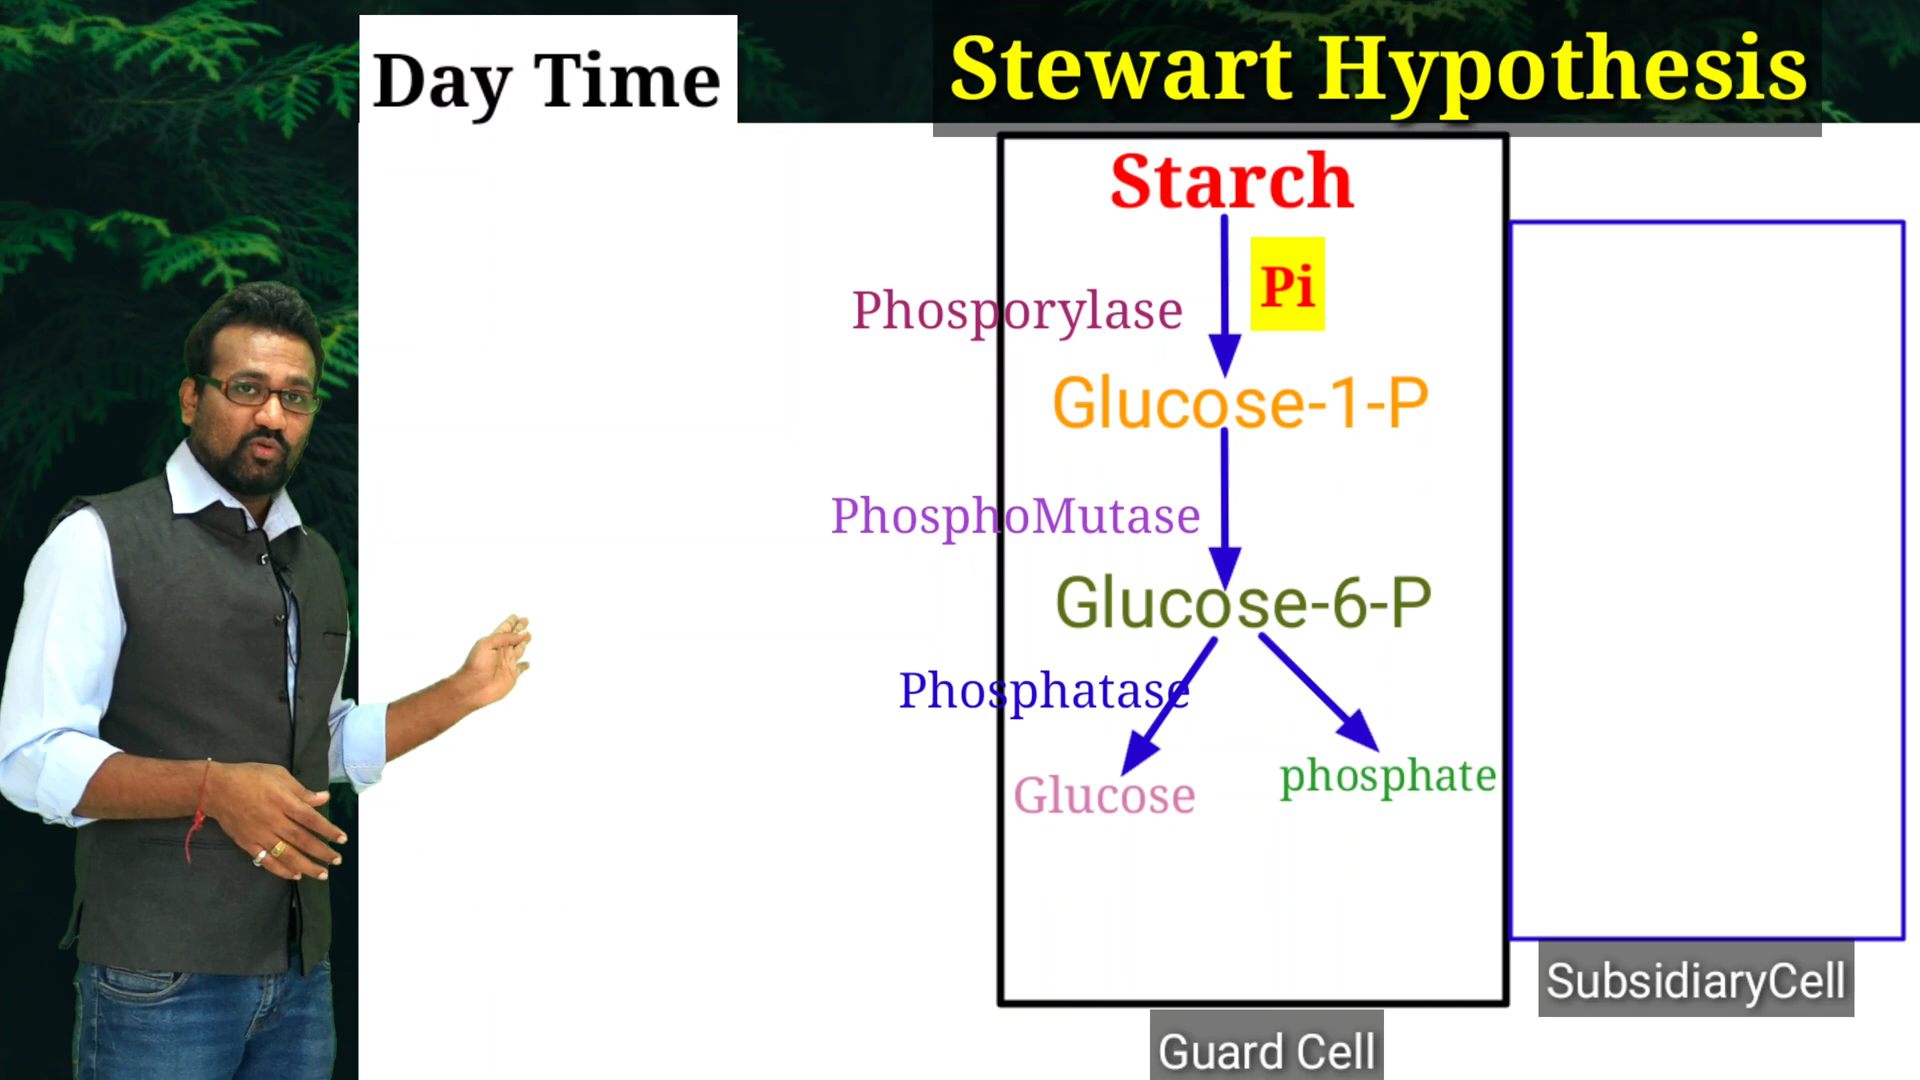 Day Time
Stewart Hypothesis
Starch
Pi
Phosporylase
Glucose-1-P
PhosphoMutase
Glucose-6-P
Phosphatase
Glucose
phosphate
SubsidiaryCell
Guard Cell